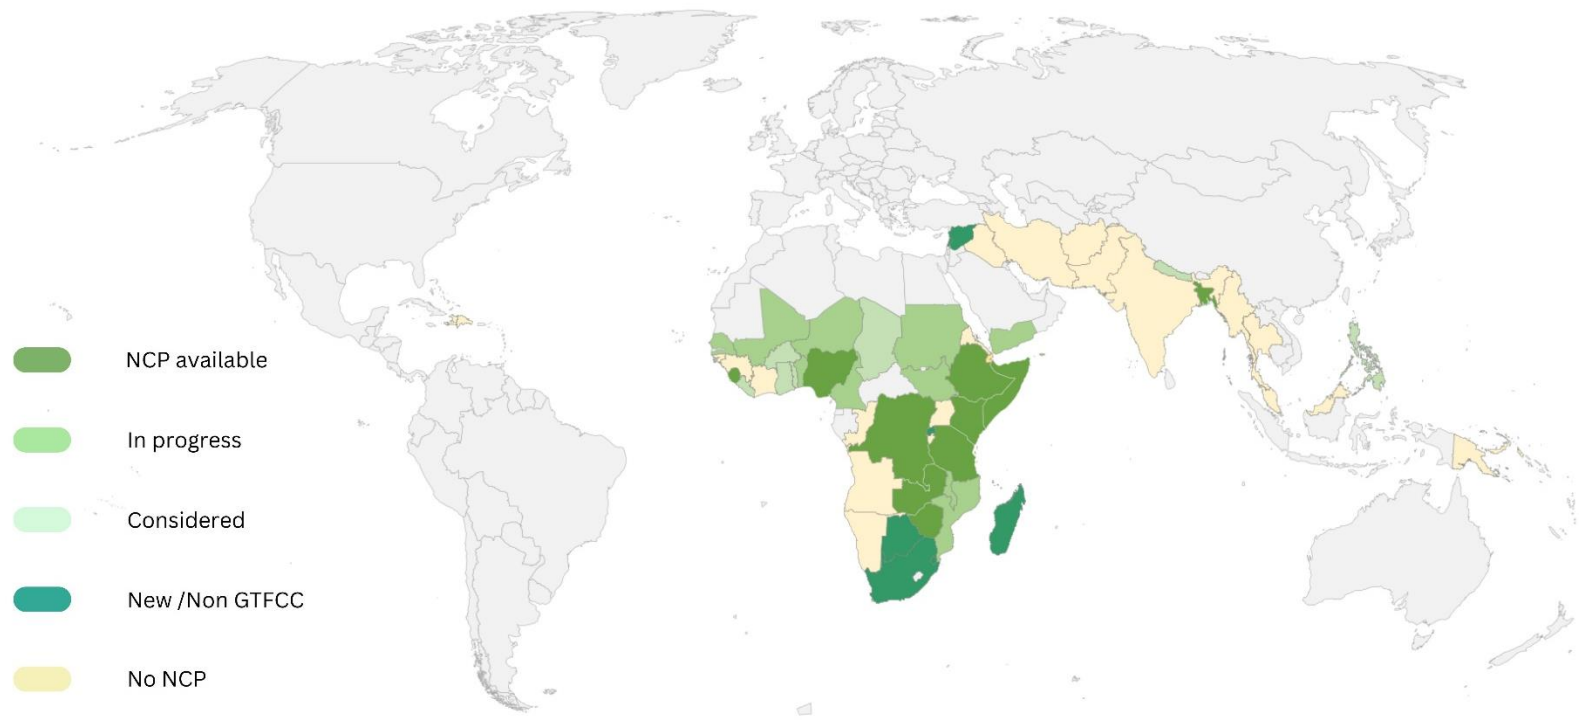 NCP available
In progress
Considered
New /Non GTFCC
No NCP